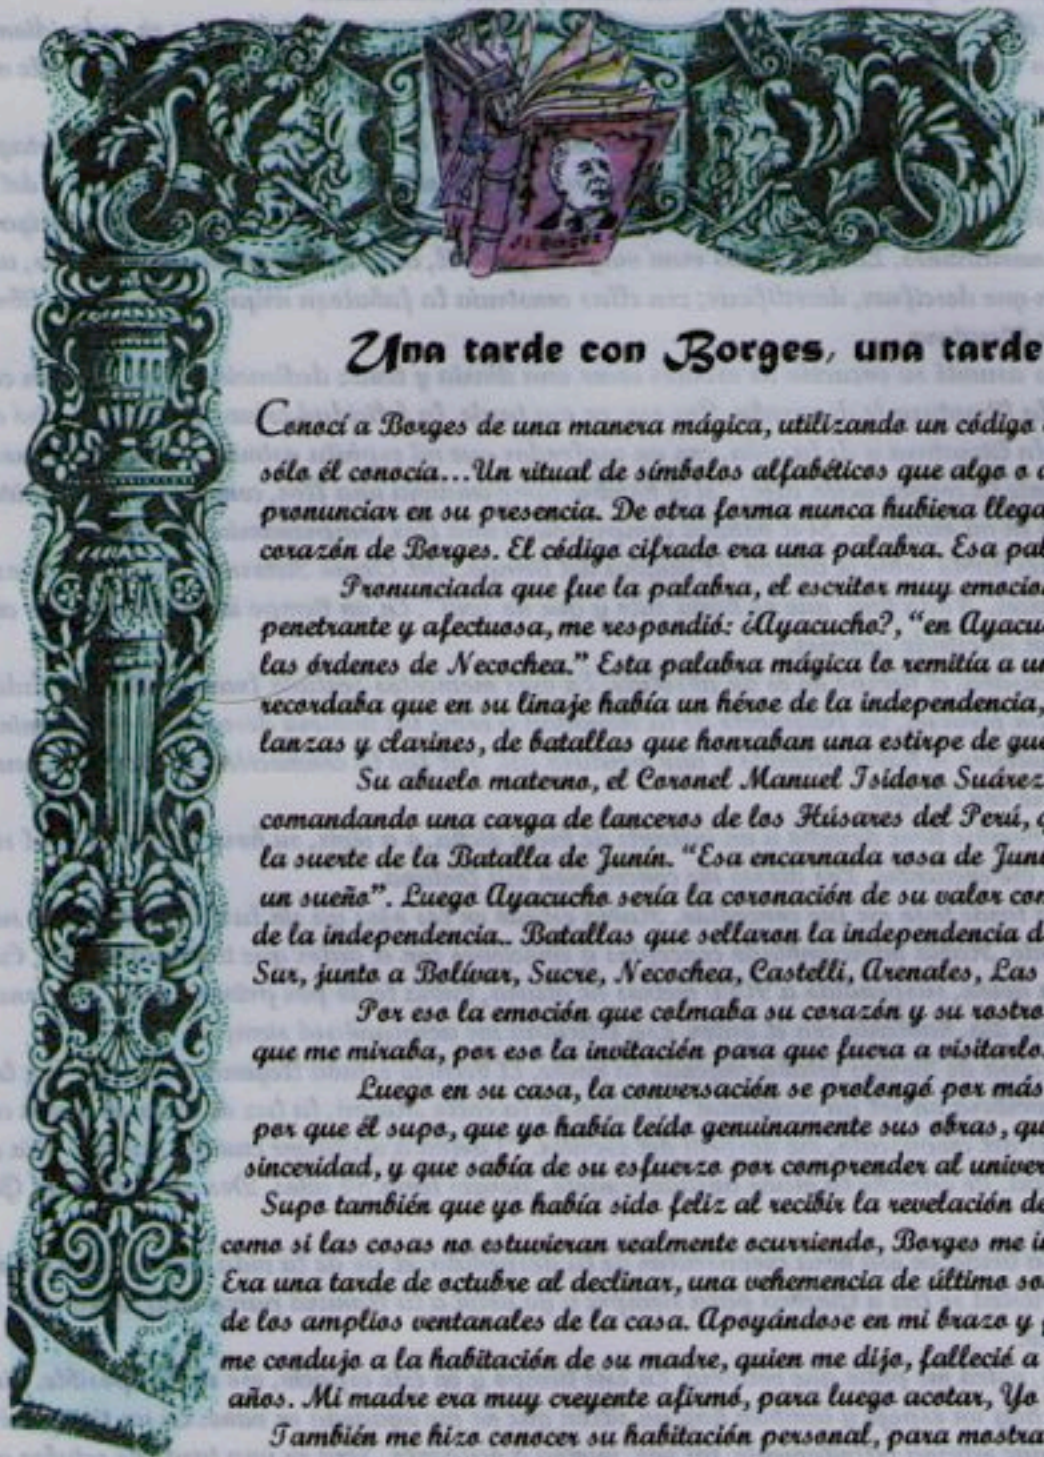 J.L. BORGES
Una tarde con Borges, una tarde
Conocí a Borges de una manera mágica, utilizando un código
sólo él conocía...Un ritual de símbolos alfabéticos que algo o a
pronunciar en su presencia. De otra forma nunca hubiera llega
corazón de Borges. El código cifrado era una palabra. Esa pal
Pronunciada que fue la palabra, el escritor muy emocio
penetrante y afectuosa, me respondió: ¿Ayacucho?, “en Ayacu
las órdenes de Necochea.” Esta palabra mágica lo remitía a un
recordaba que en su linaje había un héroe de la independencia,
lanzas y clarines, de batallas que honraban una estirpe de gue
Su abuelo materno, el Coronel Manuel Isidoro Suárez
comandando una carga de lanceros de los Húsares del Perú, q
la suerte de la Batalla de Junín. “Esa encarnada rosa de Juní
un sueño”. Luego Ayacucho sería la coronación de su valor con
de la independencia.. Batallas que sellaron la independencia d
Sur, junto a Bolívar, Sucre, Necochea, Castelli, Arenales, Las
Por eso la emoción que colmaba su corazón y su rostro
que me miraba, por eso la invitación para que fuera a visitarlo.
Luego en su casa, la conversación se prolongó por más
por que él supo, que yo había leído genuinamente sus obras, qu
sinceridad, y que sabía de su esfuerzo por comprender al univer
Supo también que yo había sido feliz al recibir la revelación de
como si las cosas no estuvieran realmente ocurriendo, Borges me i
Era una tarde de octubre al declinar, una vehemencia de último so
de los amplios ventanales de la casa. Apoyándose en mi brazo y
me condujo a la habitación de su madre, quien me dijo, falleció a
años. Mi madre era muy creyente afirmó, para luego acotar, Yo
También me hizo conocer su habitación personal, para mostra